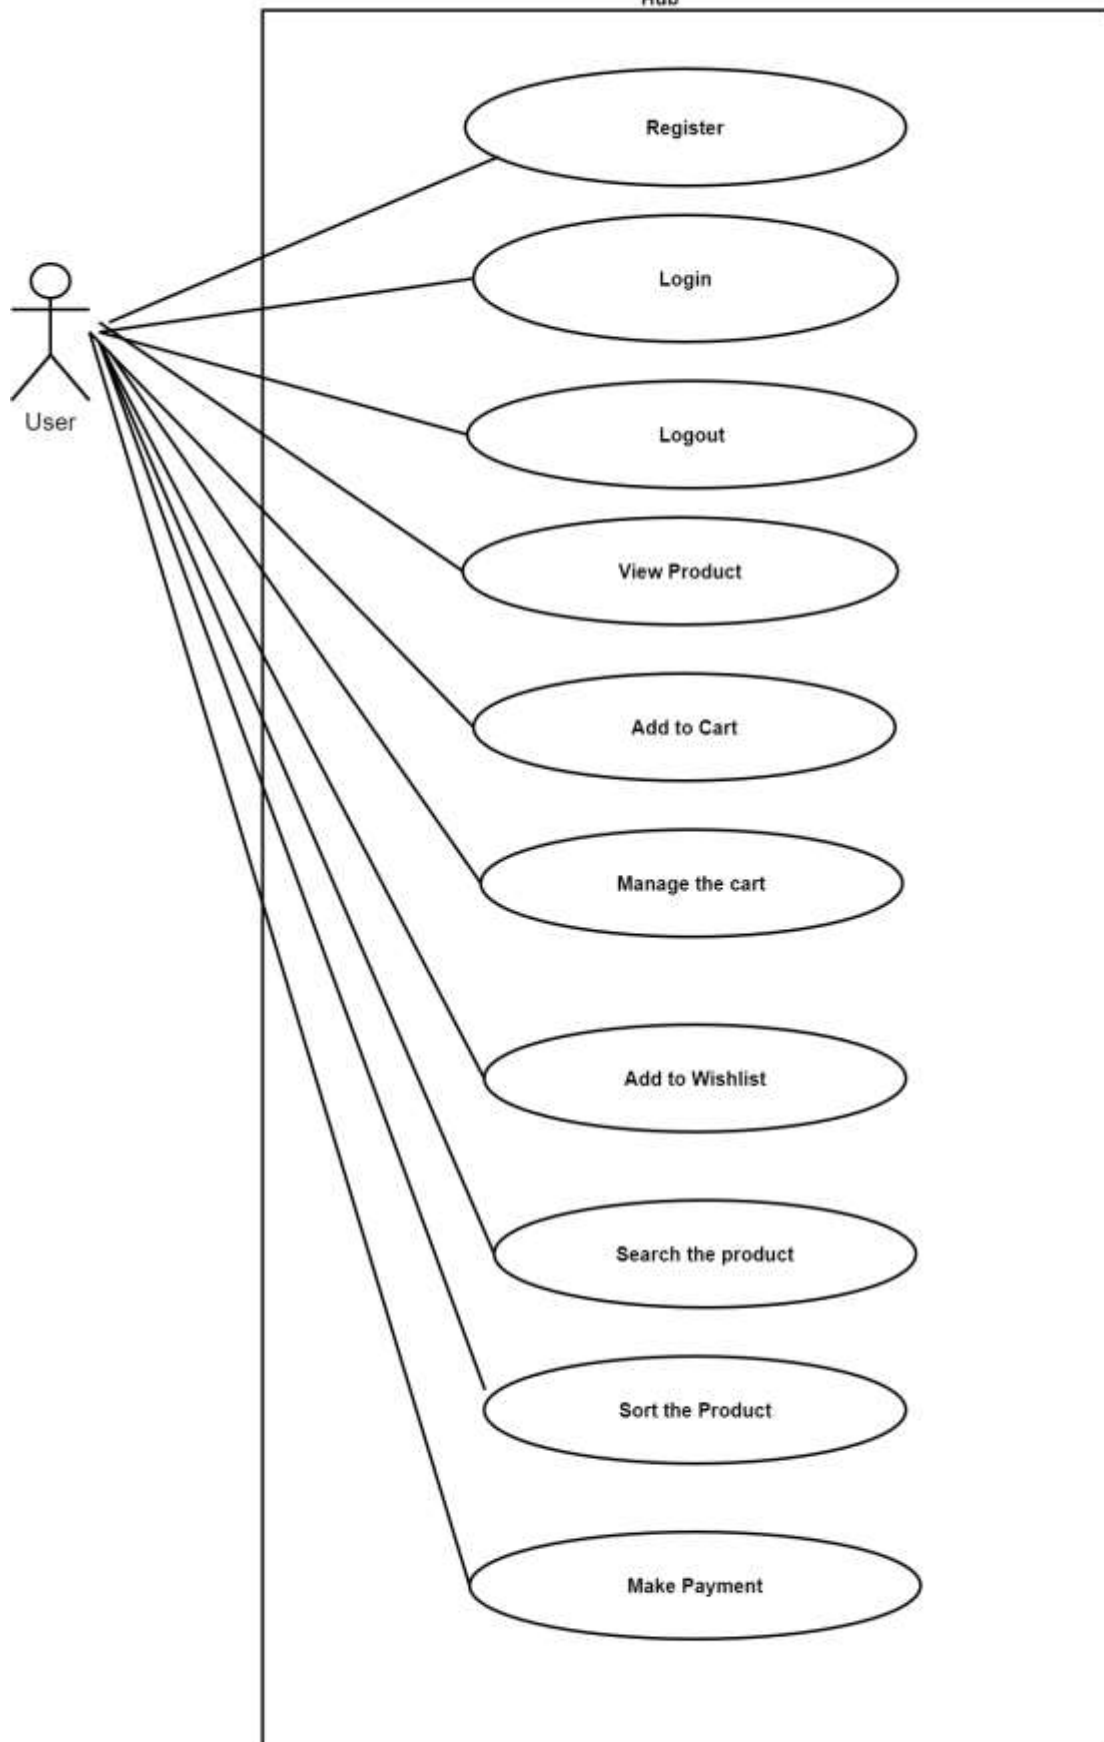 Hub
Register
Login
User
Logout
View Product
Add to Cart
Manage the cart
Add to Wishlist
Search the product
Sort the Product
Make Payment